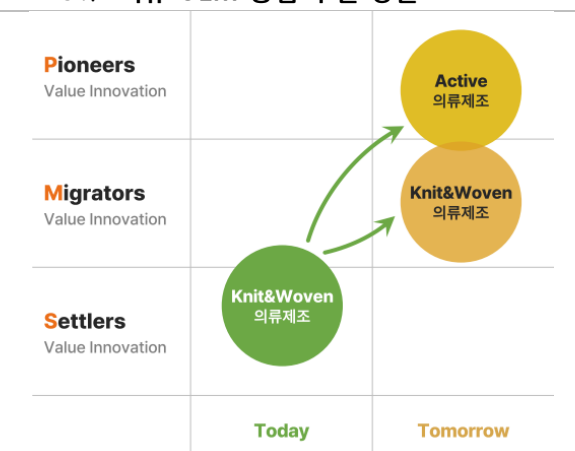 Pioneers
Value Innovation
Active
의류제조
Migrators
Value Innovation
Knit&Woven
의류제조
Knit&Woven
의류제조
Settlers
Value Innovation
Today
Tomorrow